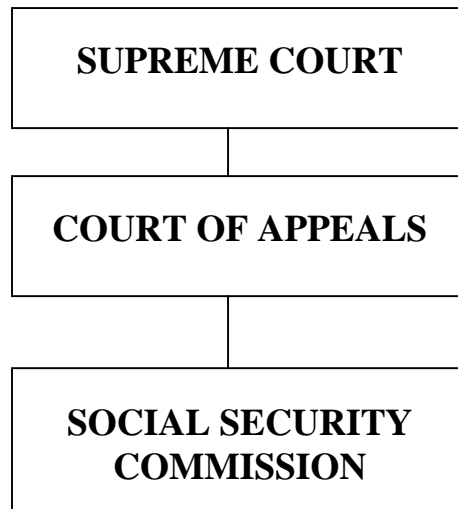 SUPREME COURT
COURT OF APPEALS
SOCIAL SECURITY
COMMISSION